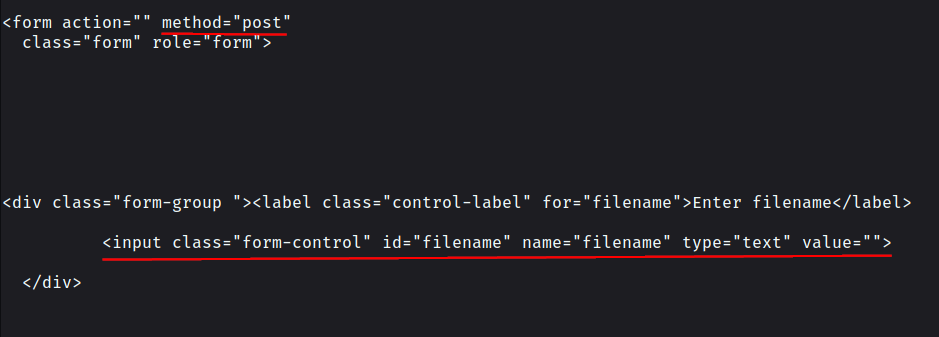 <form action="" method="post"
class="form" role="form">
<div class="form-group "><label class="control-label" for="filename">Enter filename</label>
<input class="form-control" id="filename" name="filename" type="text" value="">
</div>